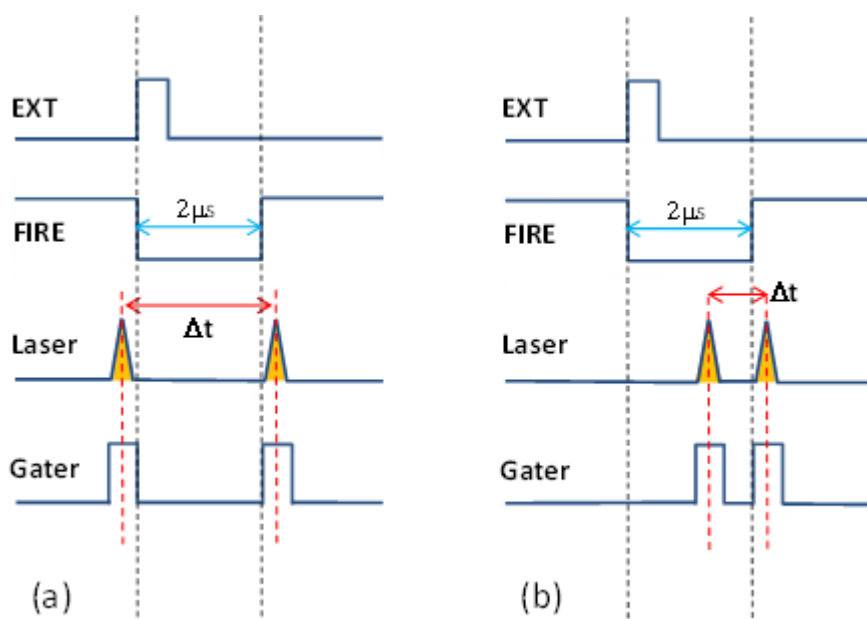 EXT
2μs
FIRE
Δt
Laser
Gater
(a)
EXT
2μs
FIRE
Δt
Laser
Gater
(b)